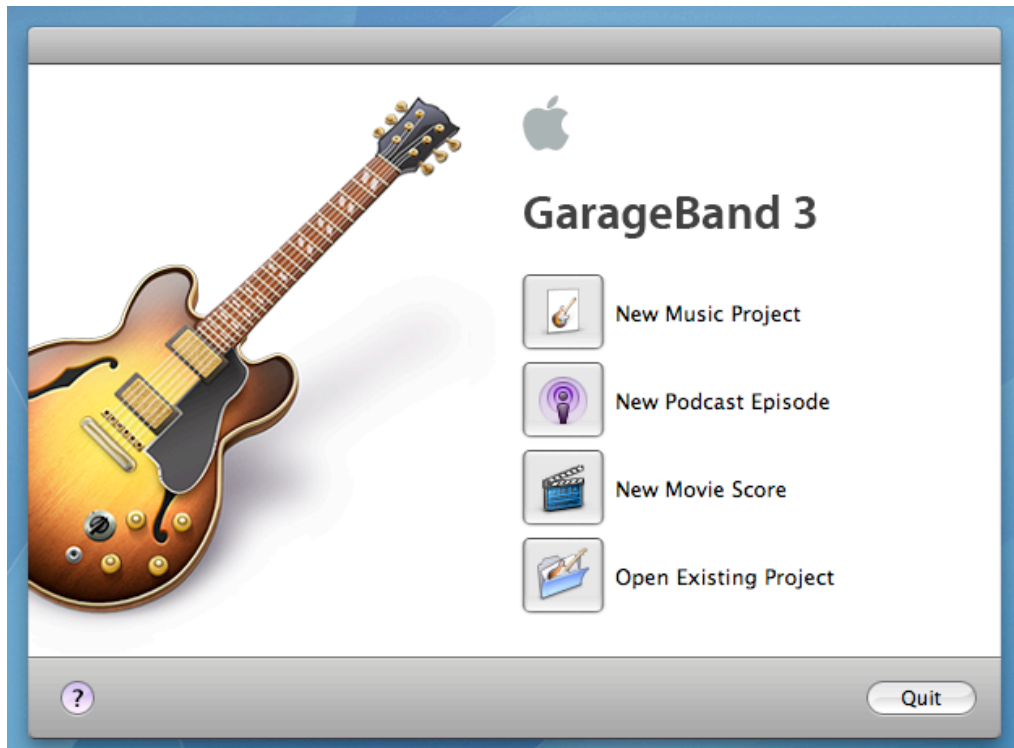 GarageBand 3
New Music Project
New Podcast Episode
New Movie Score
Open Existing Project
?
Quit